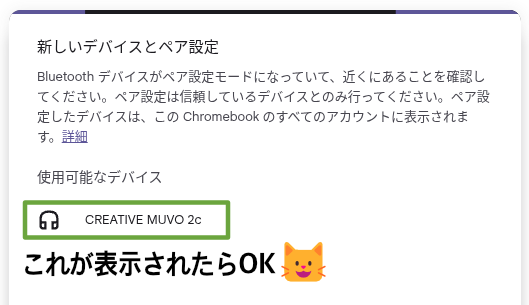 新しいデバイスとペア設定
Bluetooth デバイスがペア設定モードになっていて、近くにあることを確認し
てください。ペア設定は信頼しているデバイスとのみ行ってください。ペア設
定したデバイスは、この Chromebook のすべてのアカウントに表示されま
す。詳細
使用可能なデバイス
CREATIVE MUVO 2c
これが表示されたらOK